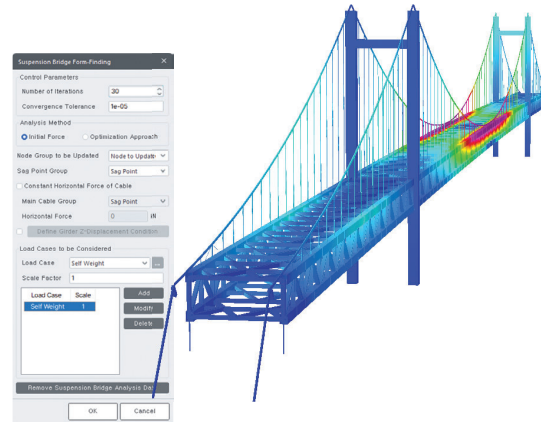 Suspension Bridge Form-Finding
Control Parameters
Number of Iterations 30
Convergence Tolerance 1e-05
Analysis Method
Initial Force Optimization Approach
Node Group to be Updated Node to Update
Sag Point Group Sag Point
Constant Horizontal Force of Cable
Main Cable Group Sag Point
Horizontal Force 0
Define Girder Z-Displacement Condition
Load Cases to be Considered
Load Case Self Weight ...
Scale Factor 1
Load Case Scale Add
Self Weight 1 Modify
Delete
Remove Suspension Bridge Analysis Data
OK Cancel